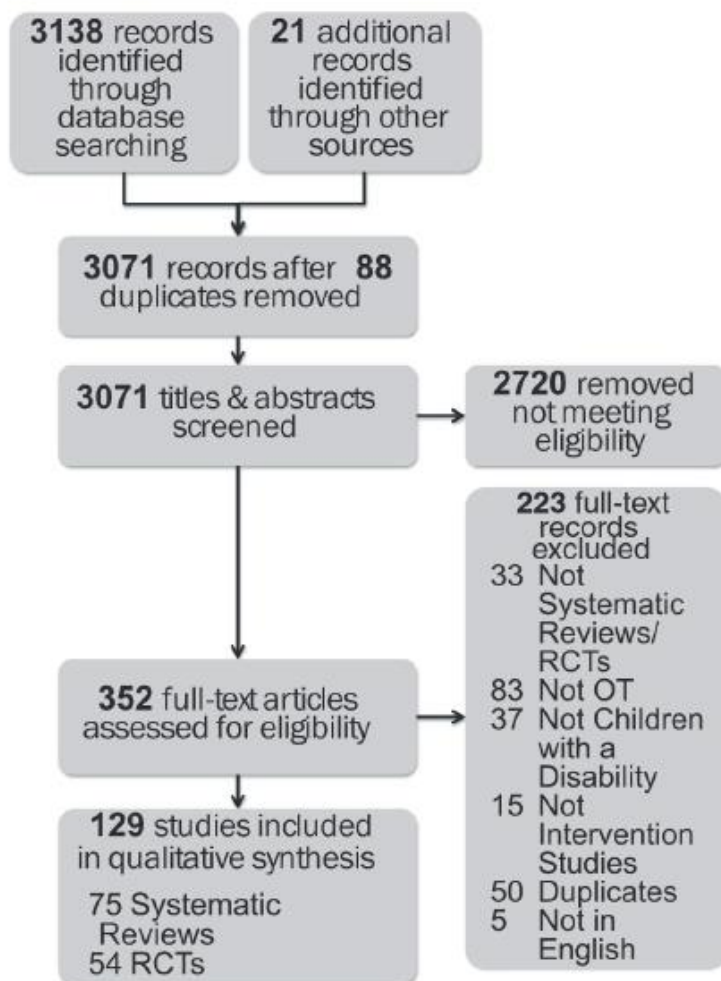 3138 records
identified
through
database
searching
21 additional
records
identified
through other
sources
3071 records after 88
duplicates removed
3071 titles & abstracts
screened
2720 removed
not meeting
eligibility
223 full-text
records
excluded
33 Not
Systematic
Reviews/
RCTs
83 Not OT
37 Not Children
with a
Disability
15 Not
Intervention
Studies
50 Duplicates
5 Not in
English
352 full-text articles
assessed for eligibility
129 studies included
in qualitative synthesis
75 Systematic
Reviews
54 RCTs